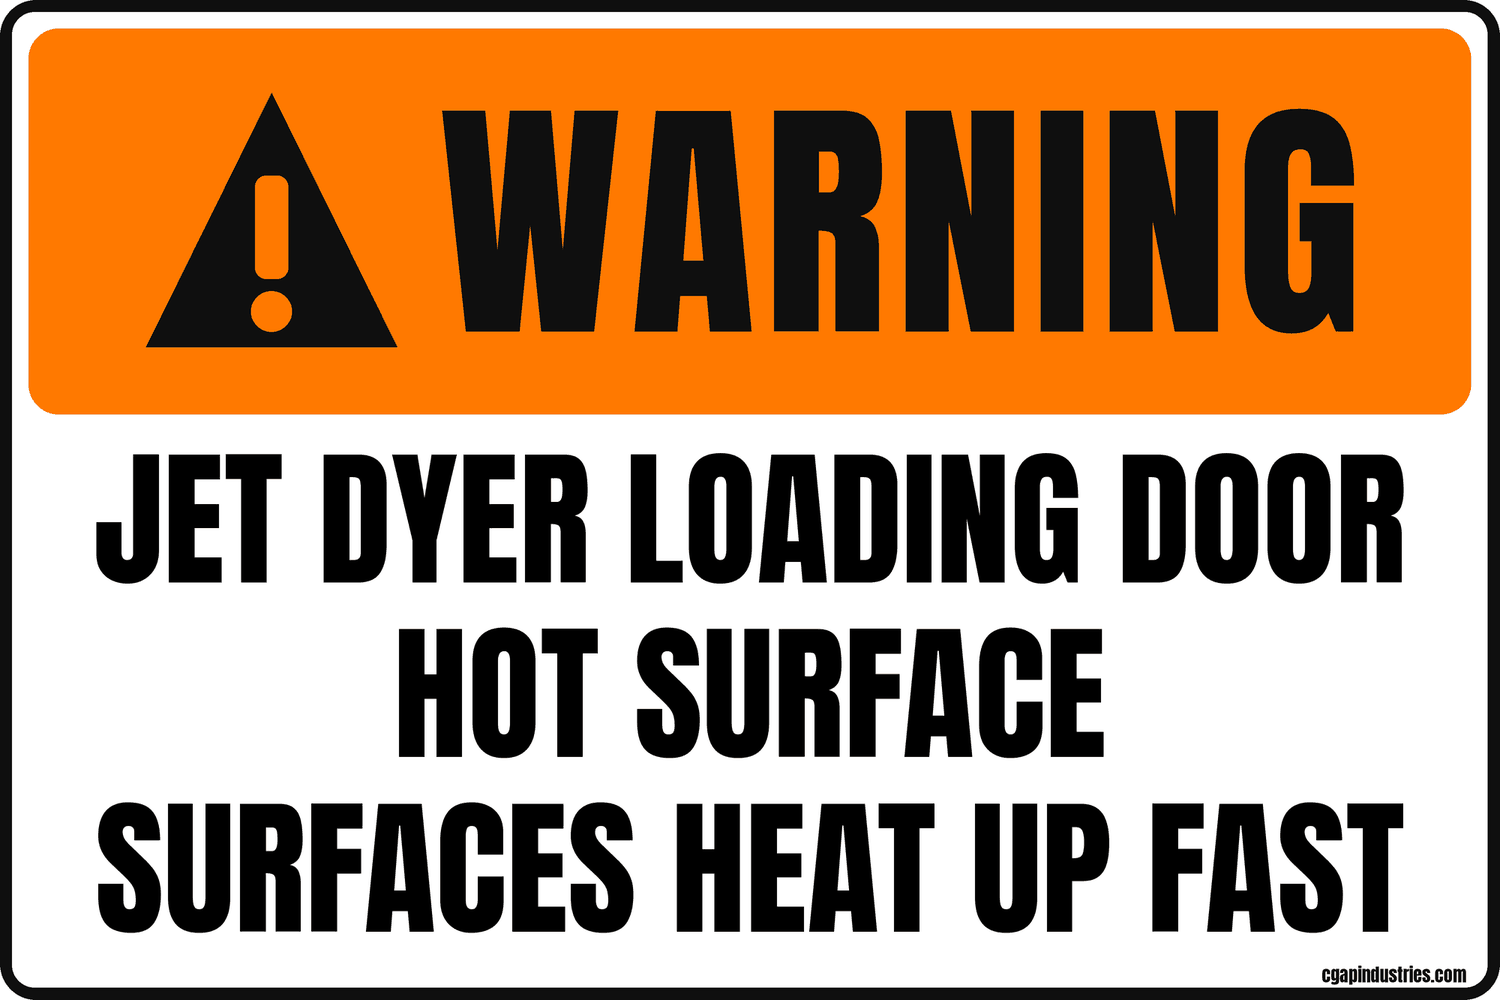 WARNING
JET DYER LOADING DOOR
HOT SURFACE
SURFACES HEAT UP FAST
cgapindustries.com